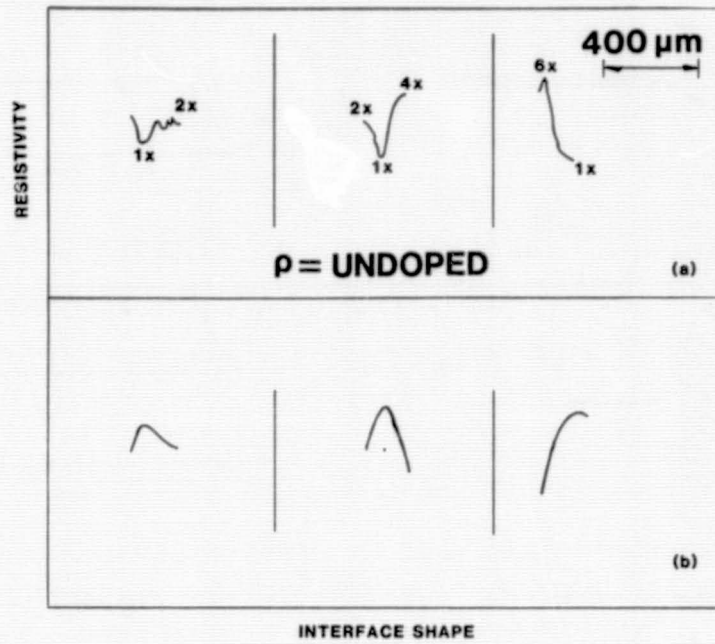 400 µm
6x
2x 4x
2x
1x 1x 1x
RESISTIVITY
ρ = UNDOPED (a)
(b)
INTERFACE SHAPE